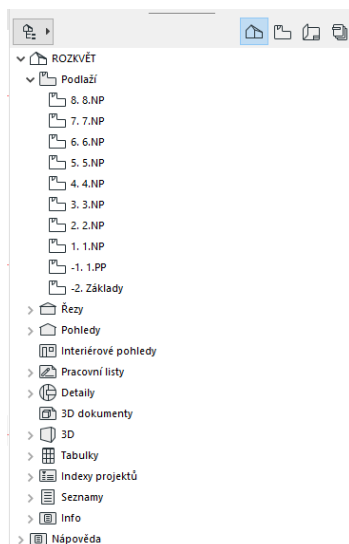 ROZKVĚT
Podlaží
8. 8.NP
7. 7.NP
6. 6.NP
5. 5.NP
4. 4.NP
3. 3.NP
2. 2.NP
1. 1.NP
-1. 1.PP
-2. Základy
Řezy
Pohledy
Interiérové pohledy
Pracovní listy
Detaily
3D dokumenty
3D
Tabulky
Indexy projektů
Seznamy
Info
Nápověda